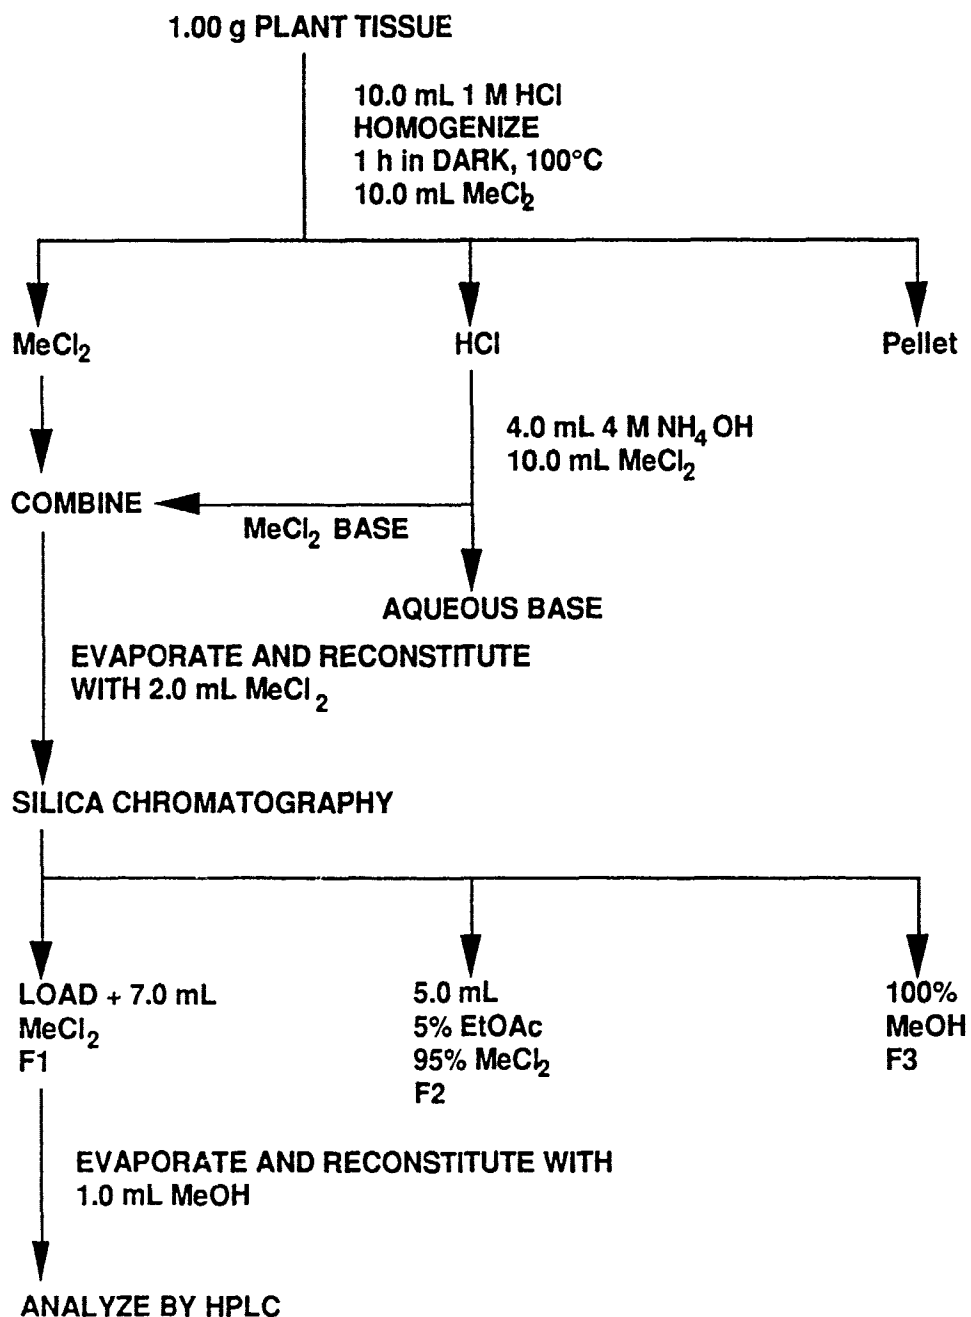 1.00 g PLANT TISSUE
10.0 mL 1 M HCl
HOMOGENIZE
1 h in DARK, 100°C
10.0 mL MeCl2
MeCl2
HCl
Pellet
4.0 mL 4 M NH4 OH
10.0 mL MeCl2
COMBINE
MeCl2 BASE
AQUEOUS BASE
EVAPORATE AND RECONSTITUTE
WITH 2.0 mL MeCl2
SILICA CHROMATOGRAPHY
LOAD + 7.0 mL
MeCl2
F1
5.0 mL
5% EtOAc
95% MeCl2
F2
100%
MeOH
F3
EVAPORATE AND RECONSTITUTE WITH
1.0 mL MeOH
ANALYZE BY HPLC